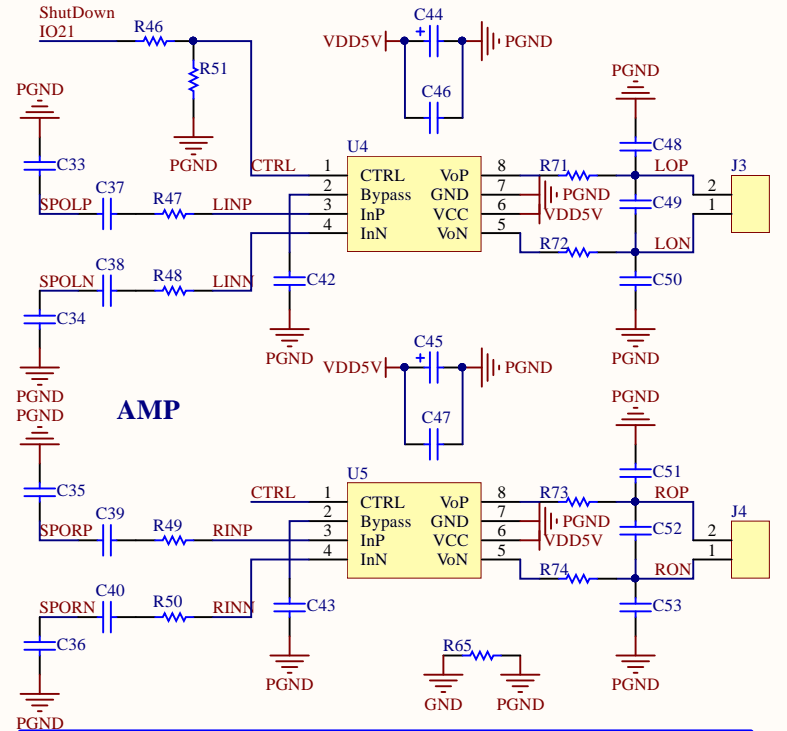 ShutDown
IO21
R46
R51
PGND
PGND
C33
C37
R47
SPOLP
LINP
C38
R48
SPOLN
LINN
C34
PGND
CTRL
C44
+
VDD5V
PGND
C46
U4
1 CTRL VoP 8
2 Bypass GND 7
3 InP VCC 6
4 InN VoN 5
C42
PGND
R71
PGND
VDD5V
R72
PGND
C48
LOP
C49
LON
C50
PGND
J3
2
1
AMP
C45
+
VDD5V
PGND
C47
PGND
C35
C39
R49
SPORP
RINP
C40
R50
SPORN
RINN
C36
PGND
CTRL
U5
1 CTRL VoP 8
2 Bypass GND 7
3 InP VCC 6
4 InN VoN 5
C43
PGND
R73
PGND
VDD5V
R74
PGND
C51
ROP
C52
RON
C53
PGND
J4
2
1
R65
GND
PGND